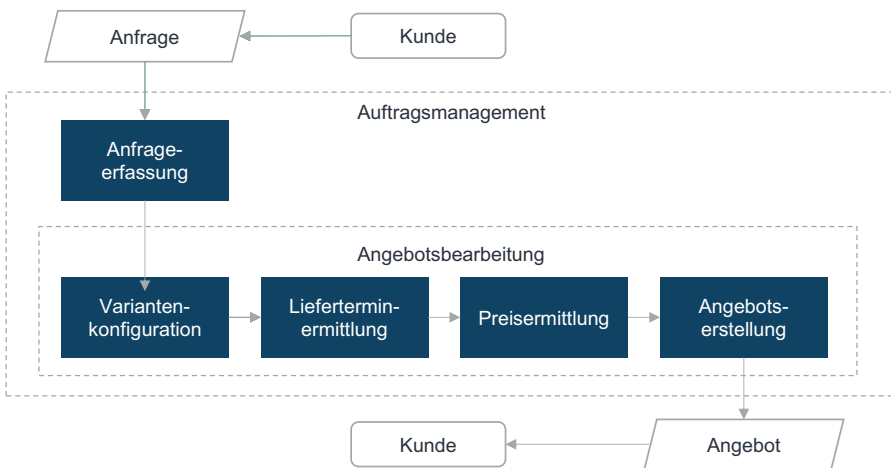 Anfrage
Kunde
Auftragsmanagement
Anfrage-
erfassung
Angebotsbearbeitung
Varianten-
konfiguration
Liefertermin-
ermittlung
Preisermittlung
Angebots-
erstellung
Kunde
Angebot